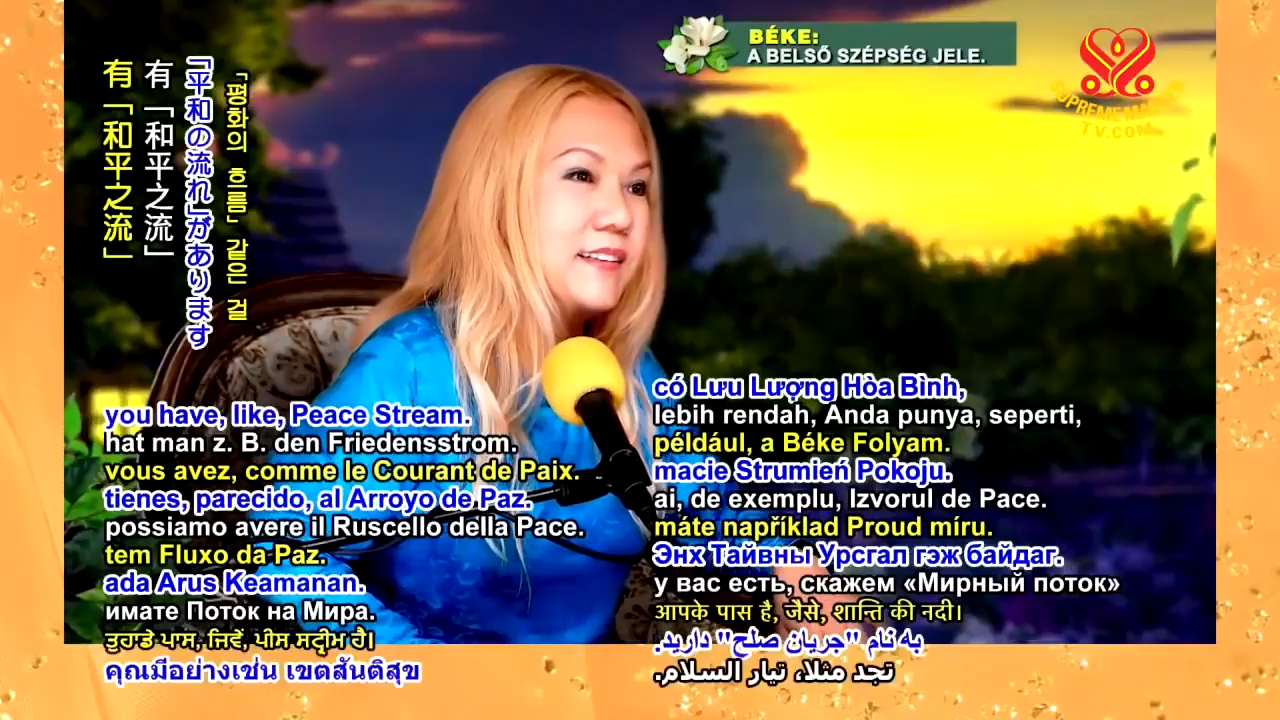 BÉKE:
A BELSŐ SZÉPSÉG JELE.
SUPREMEMASTER
TV.COM
「평화의 흐름」 같은 걸
「平和の流れ」があります
有「和平之流」
有「和平之流」
you have, like, Peace Stream.
hat man z. B. den Friedensstrom.
vous avez, comme le Courant de Paix.
tienes, parecido, al Arroyo de Paz.
possiamo avere il Ruscello della Pace.
tem Fluxo da Paz.
ada Arus Keamanan.
имате Поток на Мира.
ਤੁਹਾਡੇ ਪਾਸ, ਜਿਵੇਂ, ਪੀਸ ਸਟ੍ਰੀਮ ਹੈ।
คุณมีอย่างเช่น เขตสันติสุข
có Lưu Lượng Hòa Bình,
lebih rendah, Anda punya, seperti,
például, a Béke Folyam.
macie Strumień Pokoju.
ai, de exemplu, Izvorul de Pace.
máte například Proud míru.
Энх Тайвны Урсгал гэж байдаг.
у вас есть, скажем «Мирный поток»
आपके पास है, जैसे, शान्ति की नदी।
به نام "جریان صلح" دارید.
تجد مثلا، تيار السلام.